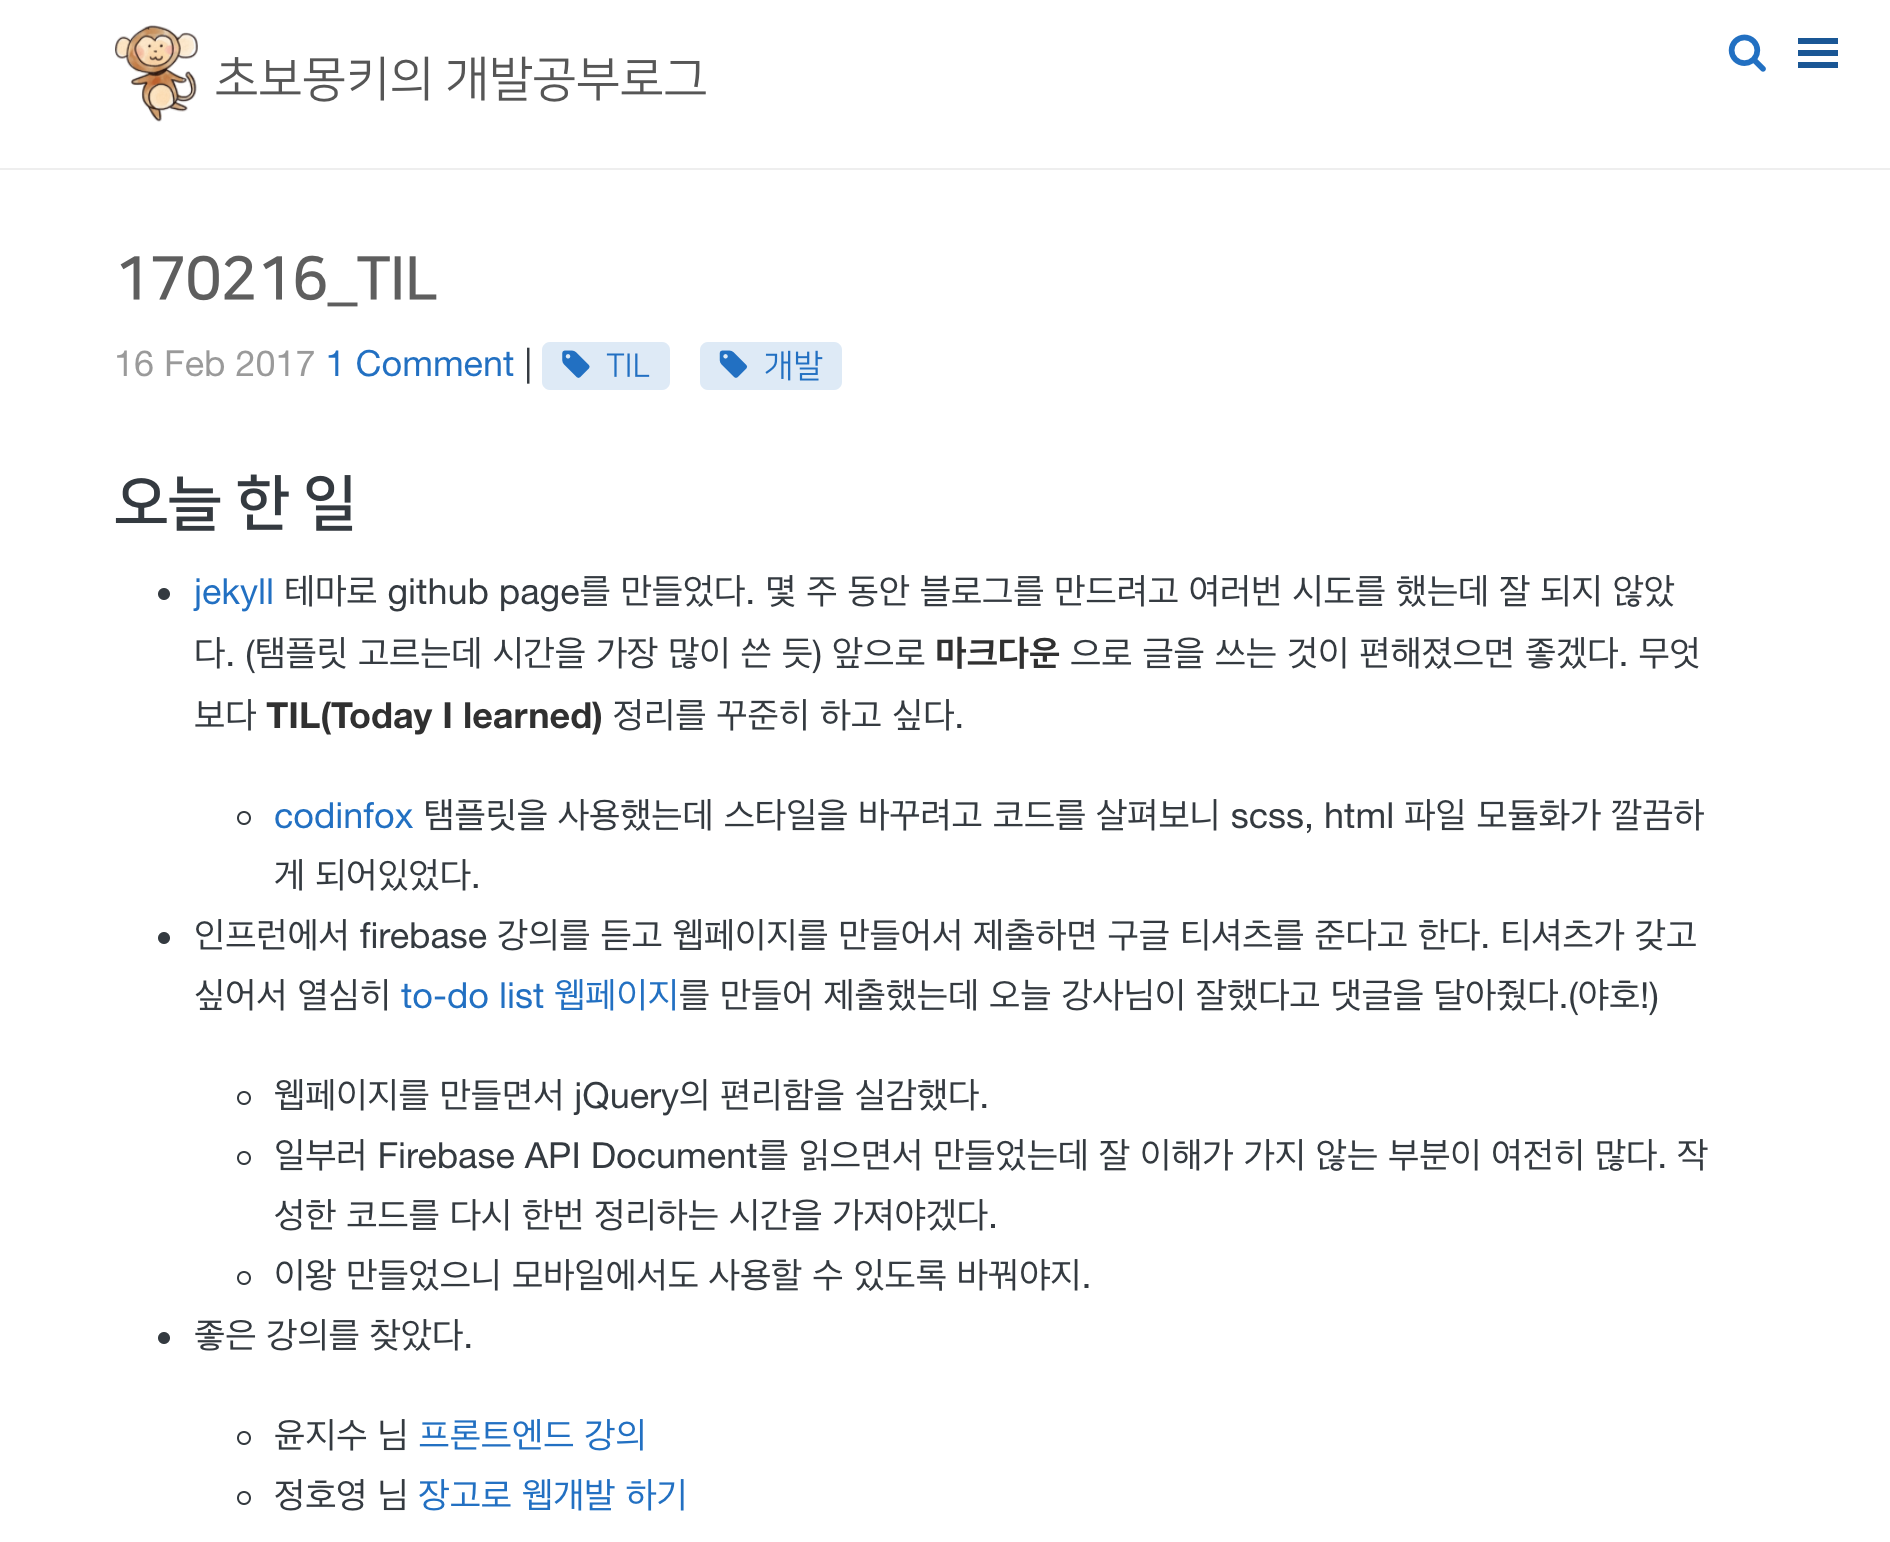 초보몽키의 개발공부로그
170216_TIL
16 Feb 2017 1 Comment | TIL 개발
오늘 한 일
jekyll 테마로 github page를 만들었다. 몇 주 동안 블로그를 만드려고 여러번 시도를 했는데 잘 되지 않았
다. (탬플릿 고르는데 시간을 가장 많이 쓴 듯) 앞으로 마크다운 으로 글을 쓰는 것이 편해졌으면 좋겠다. 무엇
보다 TIL(Today I learned) 정리를 꾸준히 하고 싶다.
codinfox 탬플릿을 사용했는데 스타일을 바꾸려고 코드를 살펴보니 scss, html 파일 모듈화가 깔끔하
게 되어있었다.
인프런에서 firebase 강의를 듣고 웹페이지를 만들어서 제출하면 구글 티셔츠를 준다고 한다. 티셔츠가 갖고
싶어서 열심히 to-do list 웹페이지를 만들어 제출했는데 오늘 강사님이 잘했다고 댓글을 달아줬다.(야호!)
웹페이지를 만들면서 jQuery의 편리함을 실감했다.
일부러 Firebase API Document를 읽으면서 만들었는데 잘 이해가 가지 않는 부분이 여전히 많다. 작
성한 코드를 다시 한번 정리하는 시간을 가져야겠다.
이왕 만들었으니 모바일에서도 사용할 수 있도록 바꿔야지.
좋은 강의를 찾았다.
윤지수 님 프론트엔드 강의
정호영 님 장고로 웹개발 하기